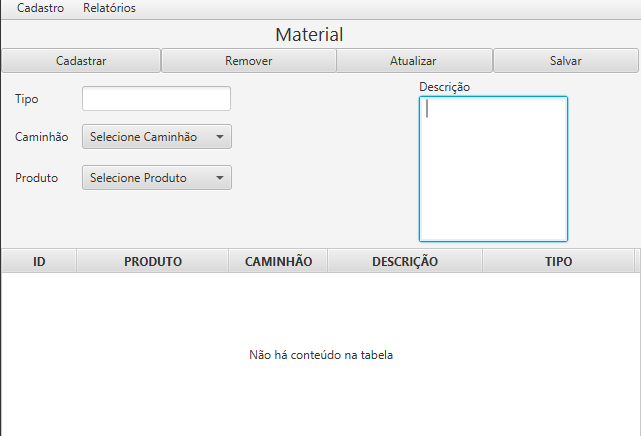 Cadastro Relatórios
Material
Cadastrar Remover Atualizar Salvar
Descrição
Tipo
Caminhão Selecione Caminhão
Produto Selecione Produto
ID PRODUTO CAMINHÃO DESCRIÇÃO TIPO
Não há conteúdo na tabela